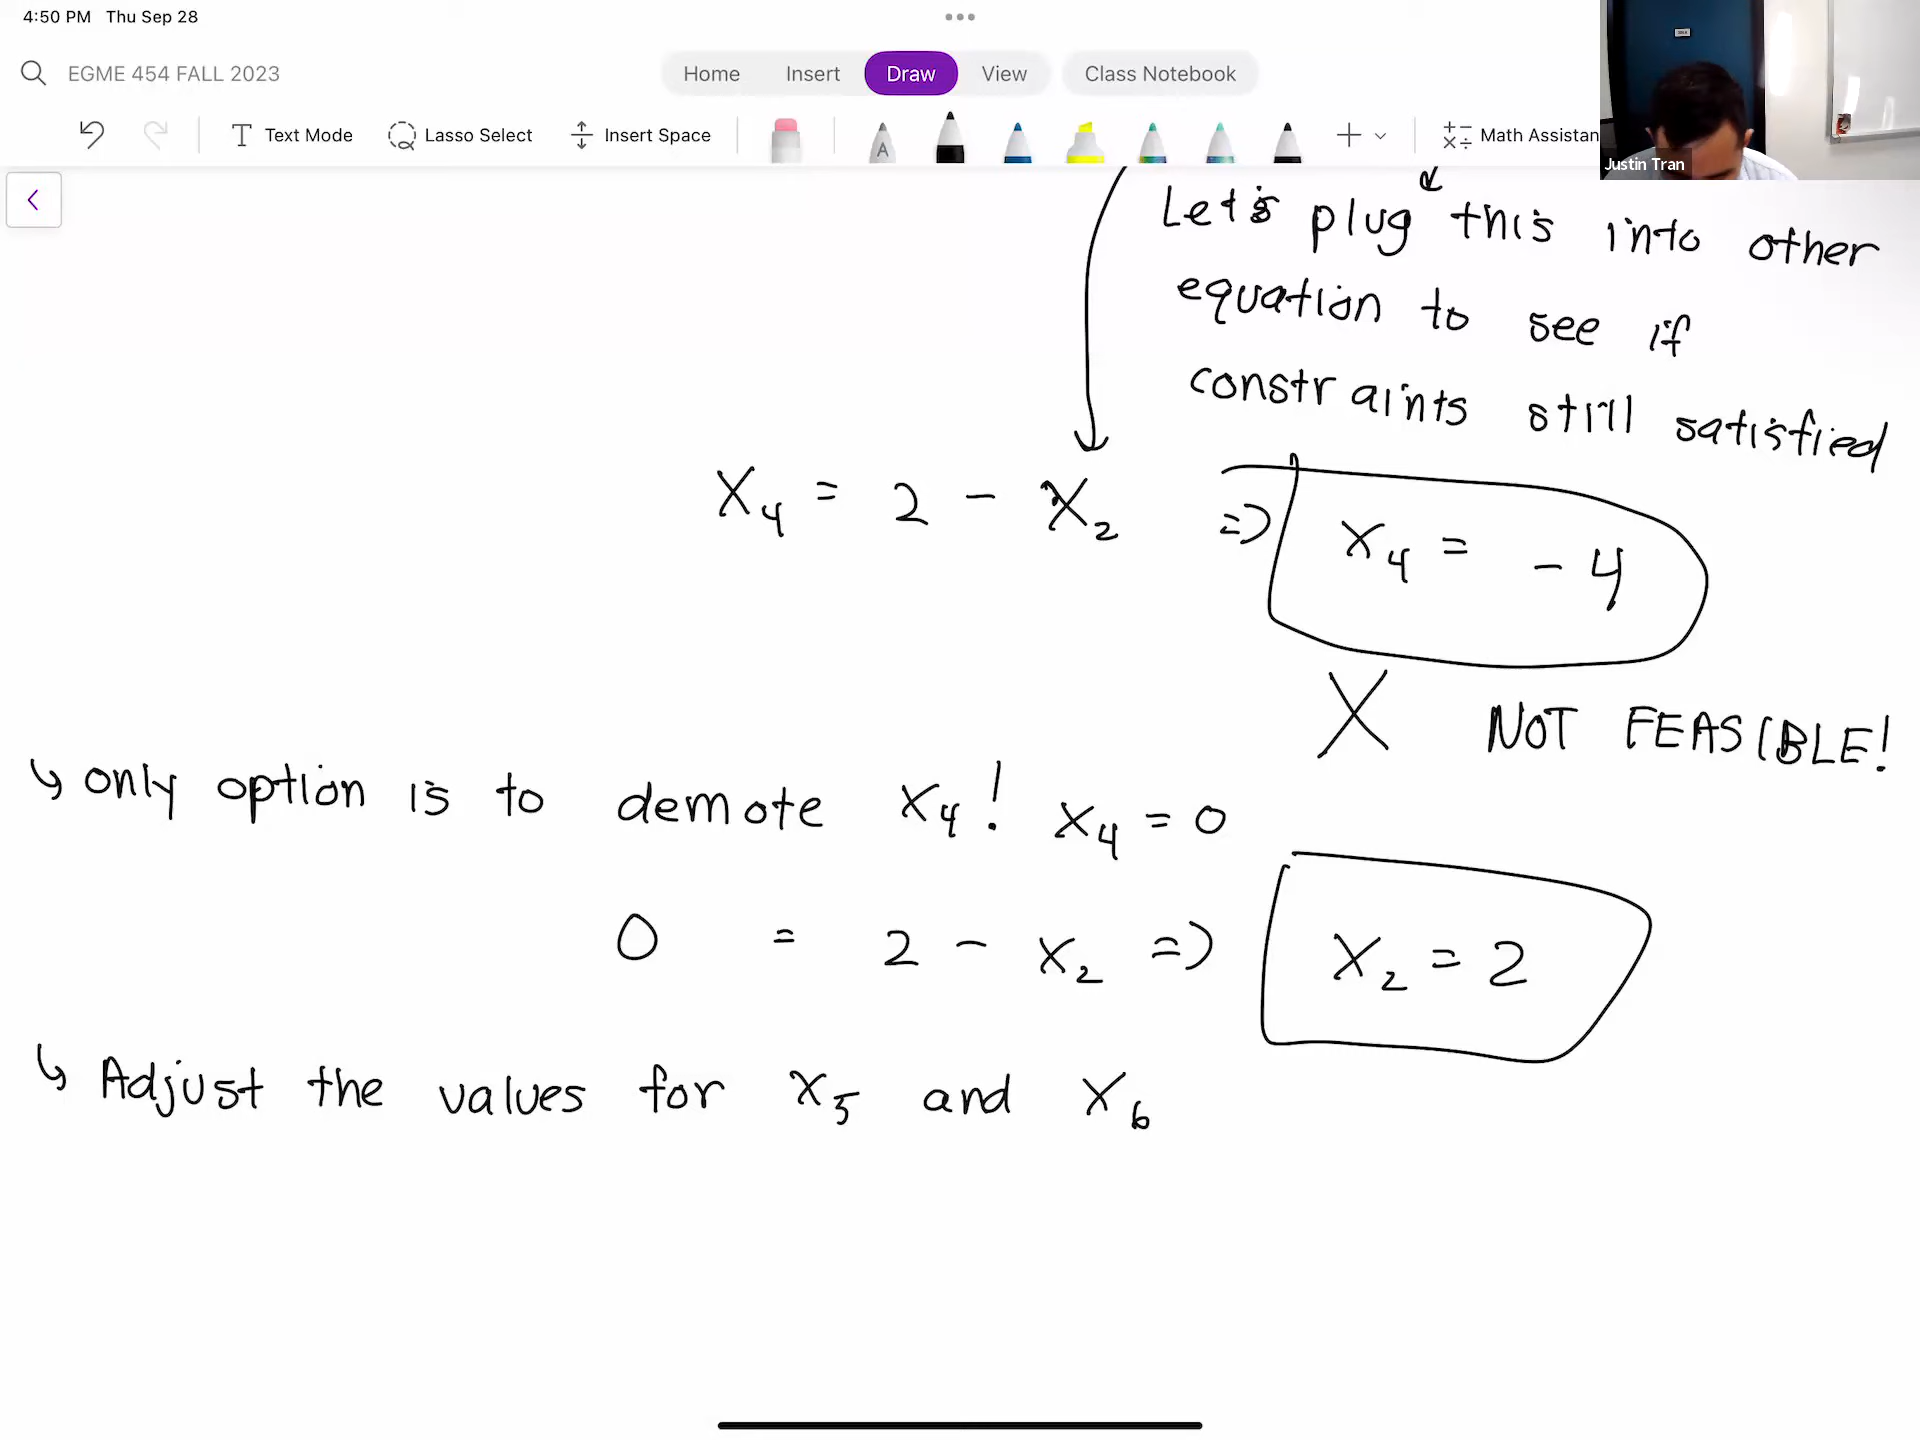 4:50 PM Thu Sep 28
EGME 454 FALL 2023
Home Insert Draw View Class Notebook
Text Mode Lasso Select Insert Space A Math Assistan
Justin Tran
Let's plug this into other
equation to see if
constraints still satisfied
X₄ = 2 - X₂ => X₄ = -4
X NOT FEASIBLE!
↳ only option is to demote X₄! X₄ = 0
0 = 2 - X₂ => X₂ = 2
↳ Adjust the values for X₅ and X₆